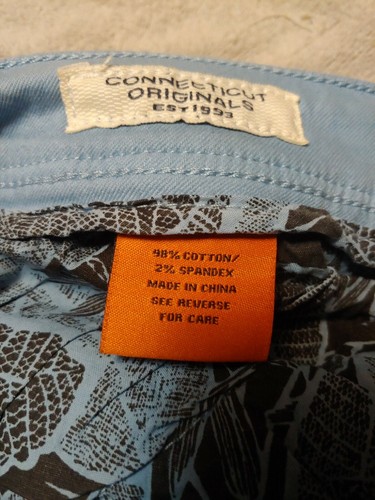 CONNECTICUT
ORIGINALS
EST 1993
98% COTTON/
2% SPANDEX
MADE IN CHINA
SEE REVERSE
FOR CARE